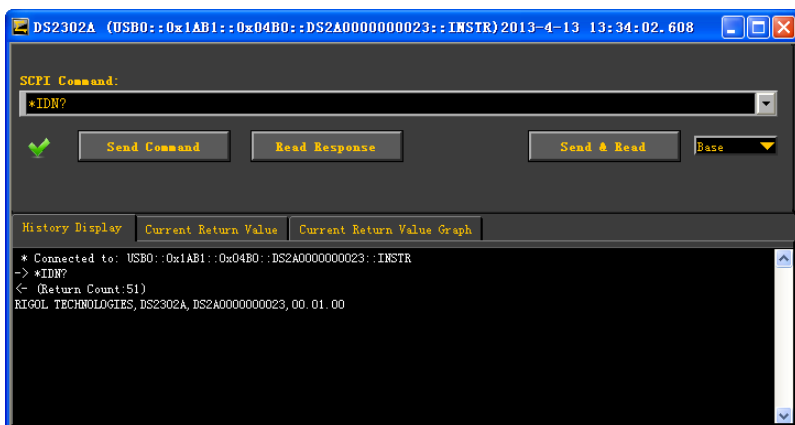 DS2302A (USB0::0x1AB1::0x04B0::DS2A0000000023::INSTR)2013-4-13 13:34:02.608
SCPI Command:
*IDN?
Send Command
Read Response
Send & Read
Base
History Display
Current Return Value
Current Return Value Graph
* Connected to: USB0::0x1AB1::0x04B0::DS2A0000000023::INSTR
-> *IDN?
<- (Return Count:51)
RIGOL TECHNOLOGIES,DS2302A,DS2A0000000023,00.01.00